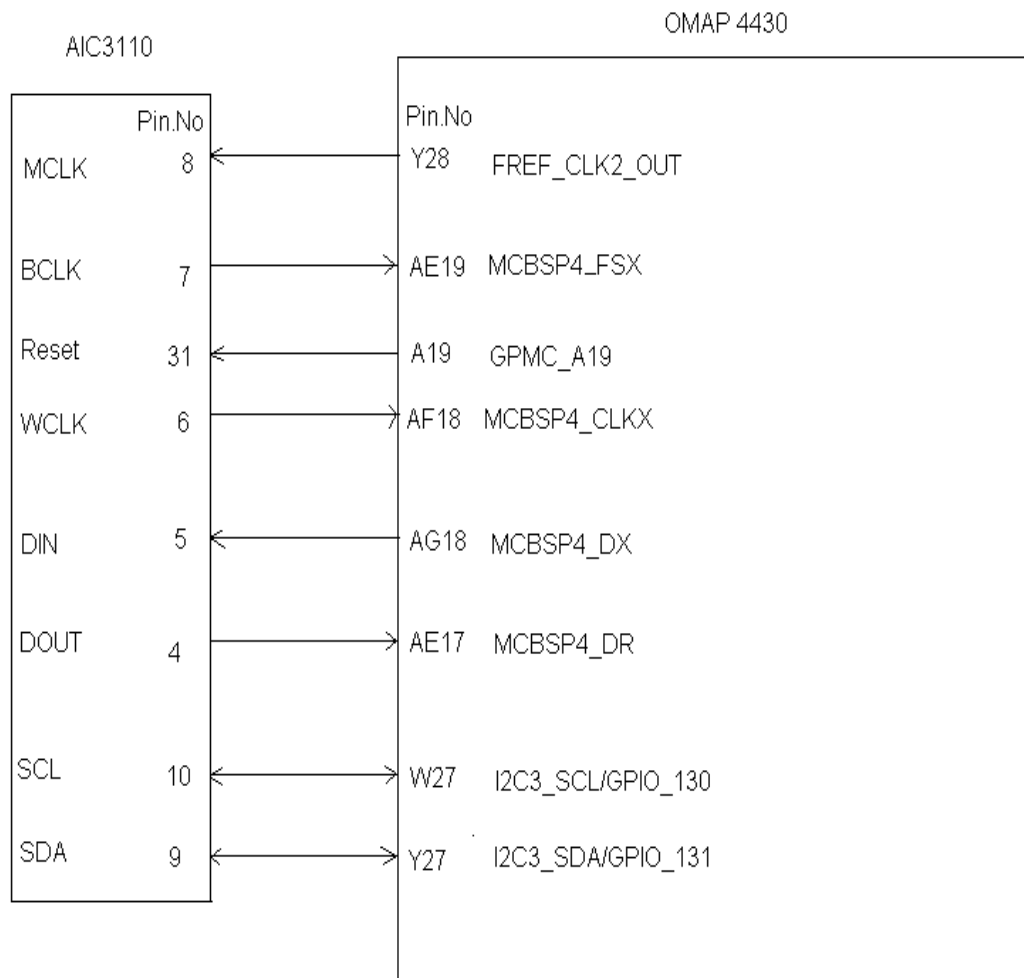 OMAP 4430
AIC3110
Pin.No Pin.No
MCLK 8 Y28 FREF_CLK2_OUT
BCLK 7 AE19 MCBSP4_FSX
Reset 31 A19 GPMC_A19
WCLK 6 AF18 MCBSP4_CLKX
DIN 5 AG18 MCBSP4_DX
DOUT 4 AE17 MCBSP4_DR
SCL 10 W27 I2C3_SCL/GPIO_130
SDA 9 Y27 I2C3_SDA/GPIO_131